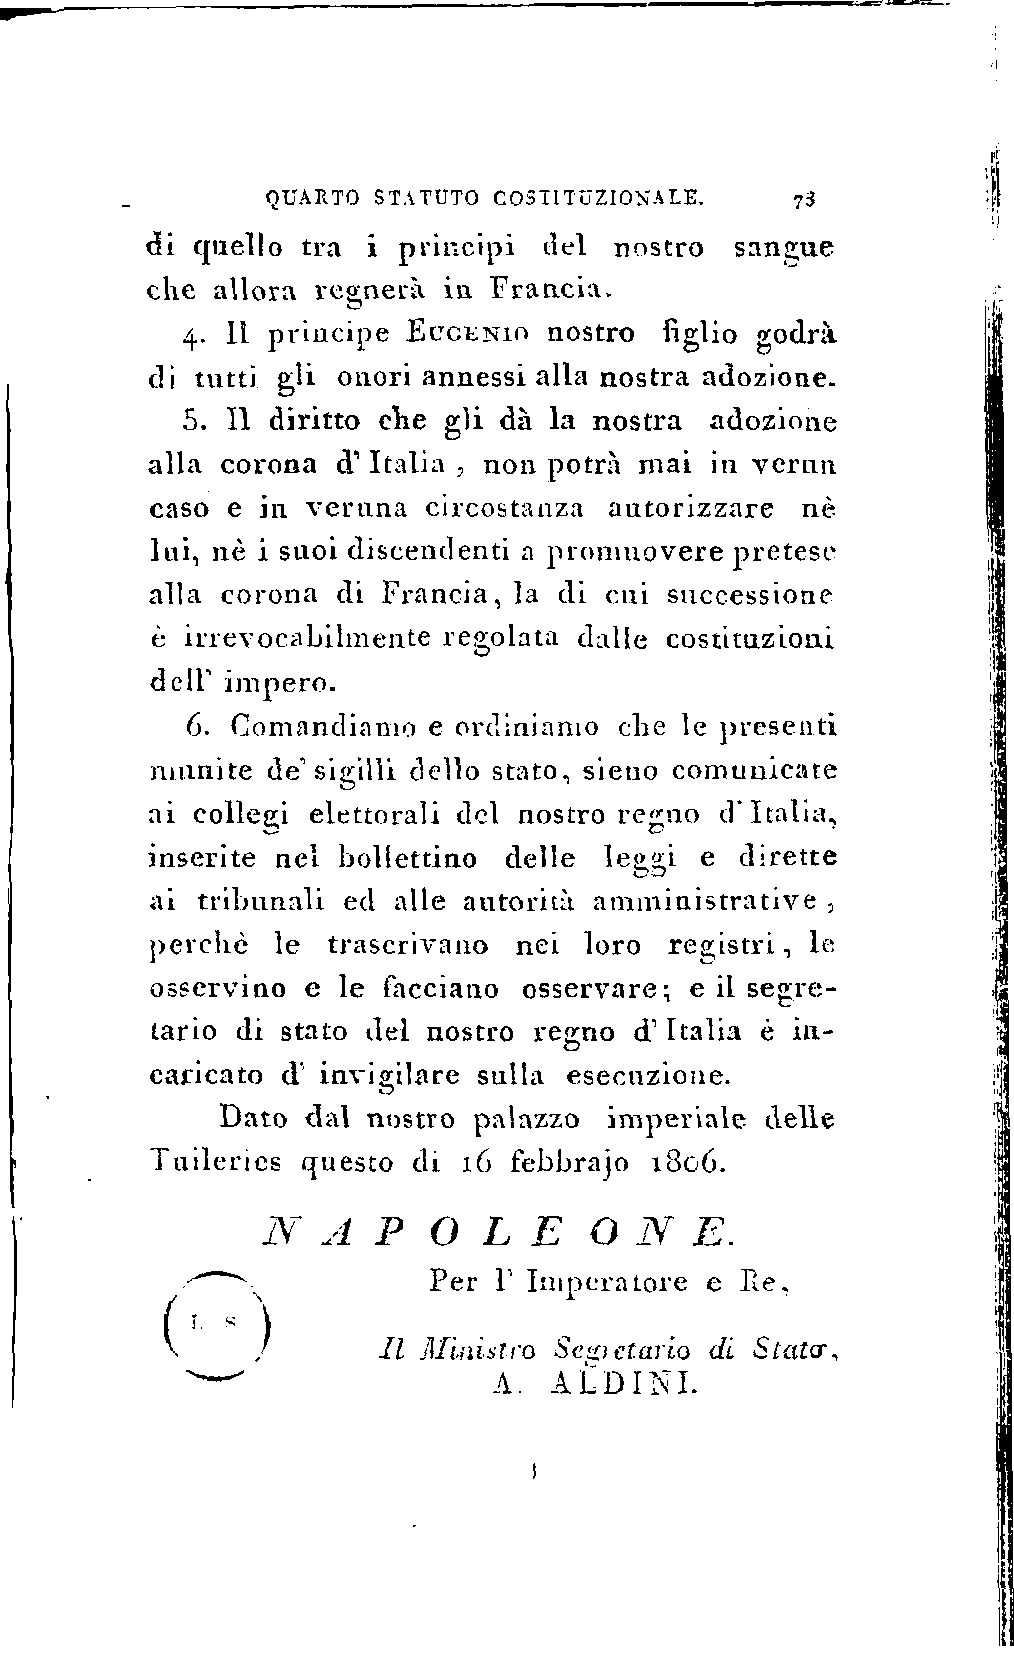 QUARTO STATUTO COSTITUZIONALE. 73
di quello tra i principi del nostro sangue
che allora regnerà in Francia.
4. Il principe EUGENIO nostro figlio godrà
di tutti gli onori annessi alla nostra adozione.
5. Il diritto che gli dà la nostra adozione
alla corona d' Italia, non potrà mai in verun
caso e in veruna circostanza autorizzare nè
lui, nè i suoi discendenti a promuovere pretese
alla corona di Francia, la di cui successione
è irrevocabilmente regolata dalle costituzioni
dell' impero.
6. Comandiamo e ordiniamo che le presenti
munite de' sigilli dello stato, sieno comunicate
ai collegi elettorali del nostro regno d' Italia,
inserite nel bollettino delle leggi e dirette
ai tribunali ed alle autorità amministrative,
perchè le trascrivano nei loro registri, le
osservino e le facciano osservare; e il segre-
tario di stato del nostro regno d' Italia è in-
caricato d' invigilare sulla esecuzione.
Dato dal nostro palazzo imperiale delle
Tuileries questo di 16 febbrajo 1806.
NAPOLEONE.
Per l' Imperatore e Re,
L. S
Il Ministro Segretario di Stato,
A. ALDINI.